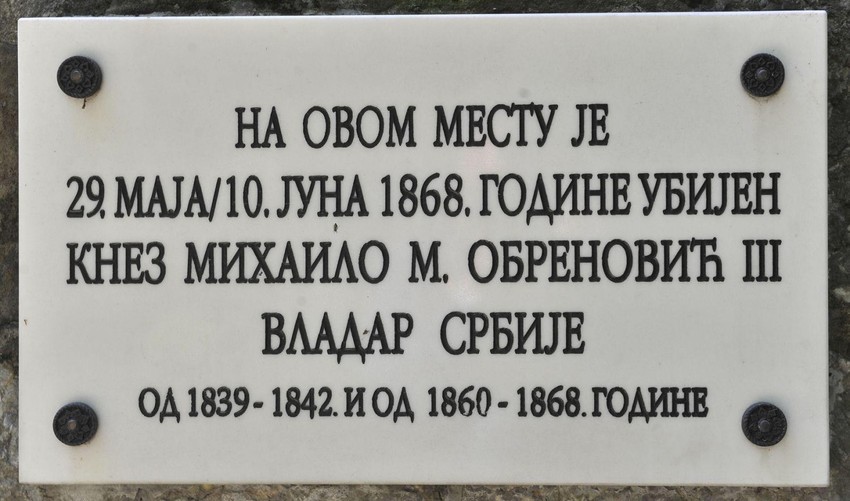 НА ОВОМ МЕСТУ ЈЕ
29. МАЈА/10. ЈУНА 1868. ГОДИНЕ УБИЈЕН
КНЕЗ МИХАИЛО М. ОБРЕНОВИЋ III
ВЛАДАР СРБИЈЕ
ОД 1839 - 1842. И ОД 1860 - 1868. ГОДИНЕ